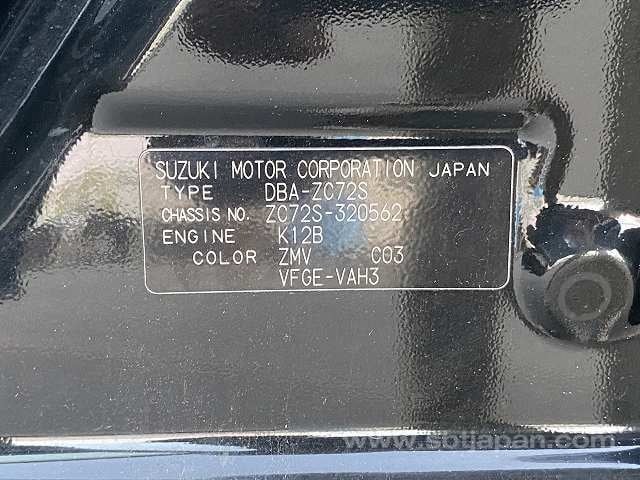 SUZUKI MOTOR CORPORATION JAPAN
TYPE DBA-ZC72S
CHASSIS NO. ZC72S-320562
ENGINE K12B
COLOR ZMV C03
VFGE-VAH3
www.sbtjapan.com